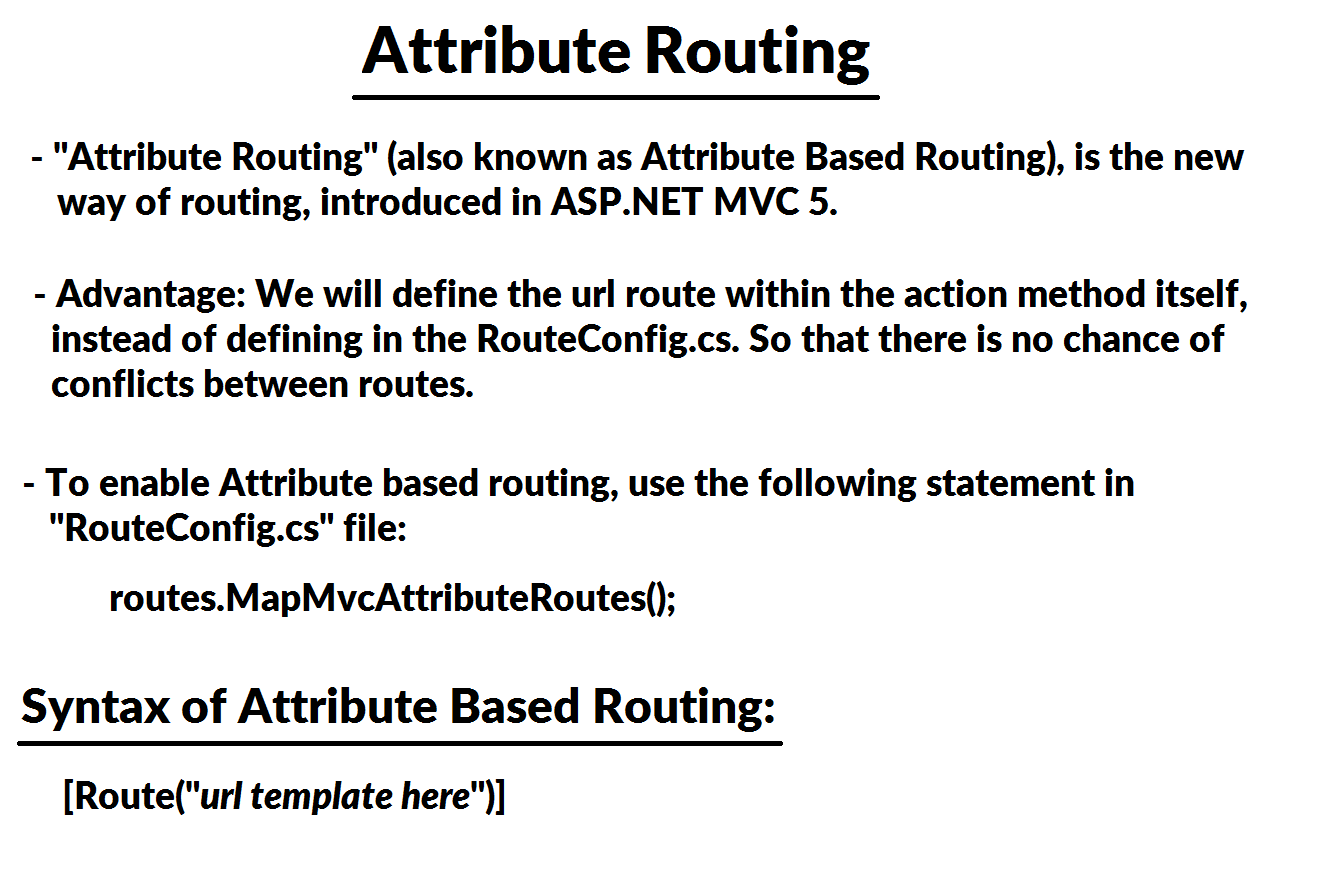 Attribute Routing
- "Attribute Routing" (also known as Attribute Based Routing), is the new
way of routing, introduced in ASP.NET MVC 5.
- Advantage: We will define the url route within the action method itself,
instead of defining in the RouteConfig.cs. So that there is no chance of
conflicts between routes.
- To enable Attribute based routing, use the following statement in
"RouteConfig.cs" file:
routes.MapMvcAttributeRoutes();
Syntax of Attribute Based Routing:
[Route("url template here")]